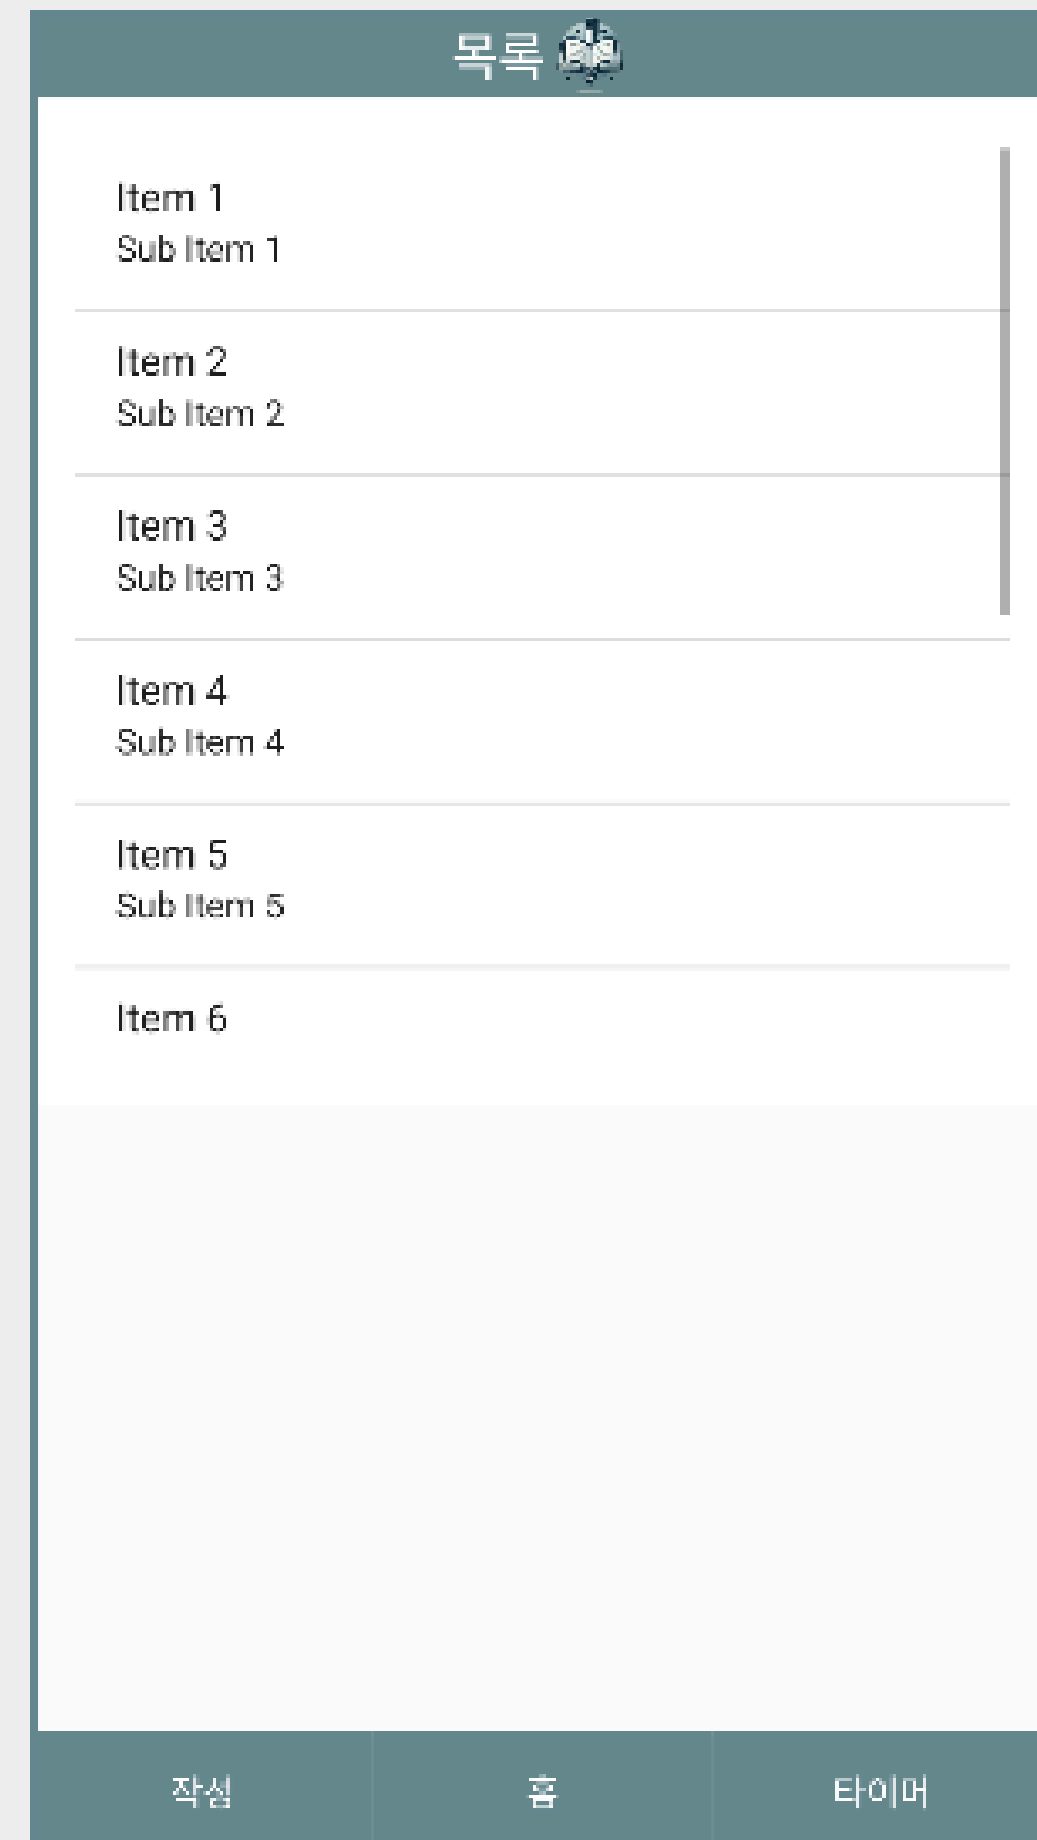 목록
Item 1
Sub Item 1
Item 2
Sub Item 2
Item 3
Sub Item 3
Item 4
Sub Item 4
Item 5
Sub Item 5
Item 6
작성 홈 타이머